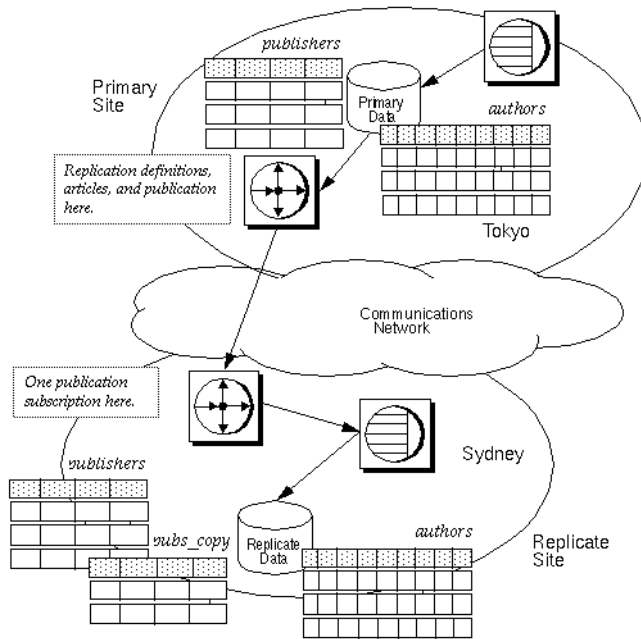 publishers
Primary
Site
Primary
Data
authors
Replication definitions,
articles, and publication
here.
Tokyo
Communications
Network
One publication
subscription here.
publishers
Sydney
pubs_copy
authors
Replicate
Data
Replicate
Site